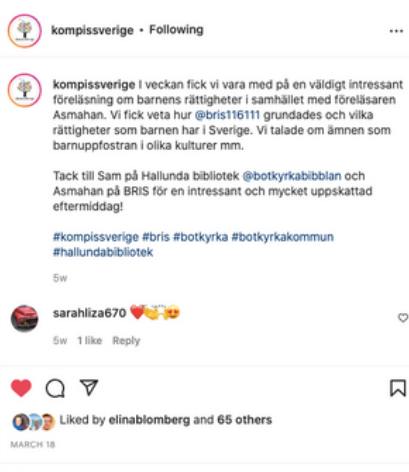 kompissverige • Following
kompissverige I veckan fick vi vara med på en väldigt intressant
föreläsning om barnens rättigheter i samhället med föreläsaren
Asmahan. Vi fick veta hur @bris116111 grundades och vilka
rättigheter som barnen har i Sverige. Vi talade om ämnen som
barnuppfostran i olika kulturer mm.
Tack till Sam på Hallunda bibliotek @botkyrkabibblan och
Asmahan på BRIS för en intressant och mycket uppskattad
eftermiddag!
#kompissverige #bris #botkyrka #botkyrkakommun
#hallundabibliotek
5w
sarahliza670 ❤️👏🥂😍
5w 1 like Reply
Liked by elinablomberg and 65 others
MARCH 18